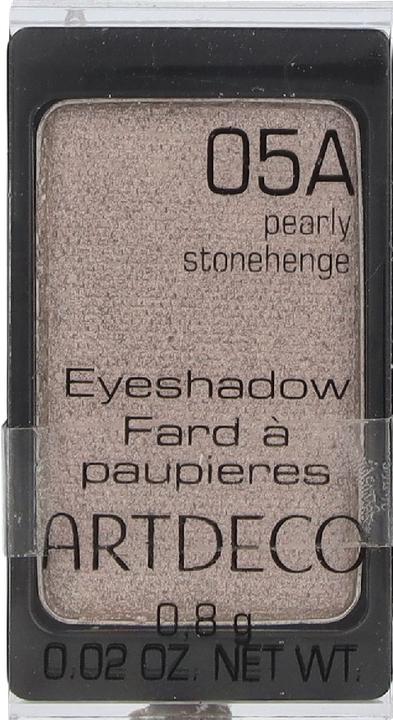 05A
pearly
stonehenge
Eyeshadow
Fard à
paupieres
ARTDECO
0,8 g
0.02 OZ. NET WT.